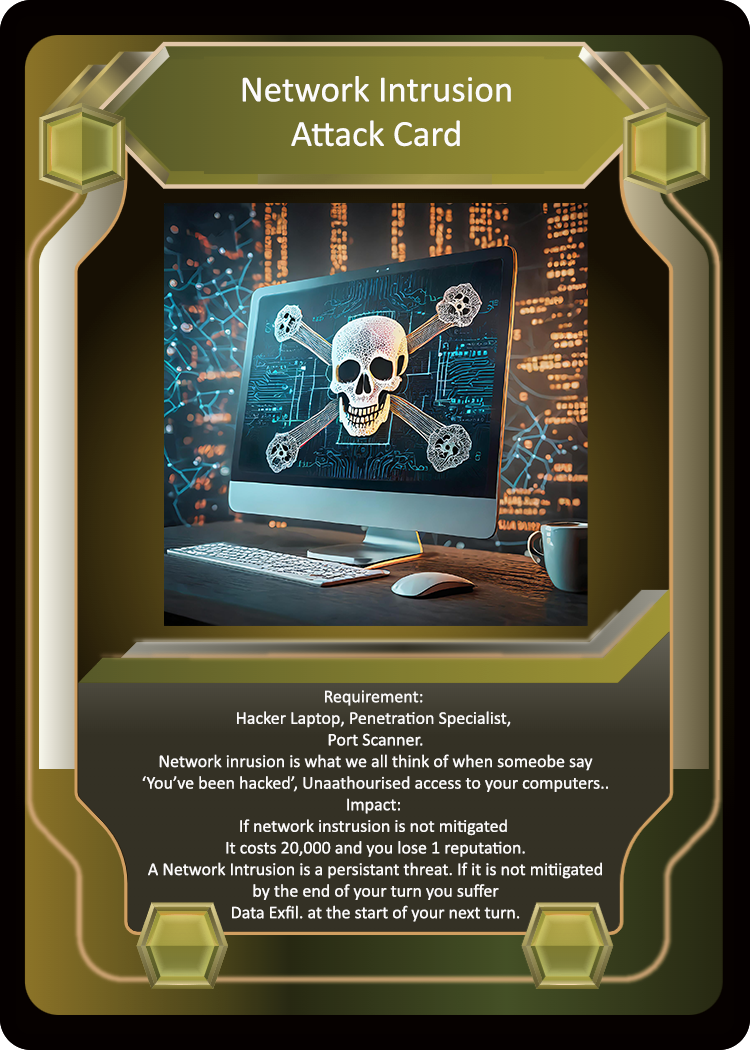 Network Intrusion
Attack Card
Requirement:
Hacker Laptop, Penetration Specialist,
Port Scanner.
Network inrusion is what we all think of when someobe say
‘You’ve been hacked’, Unaathourised access to your computers..
Impact:
If network instrusion is not mitigated
It costs 20,000 and you lose 1 reputation.
A Network Intrusion is a persistant threat. If it is not mitiigated
by the end of your turn you suffer
Data Exfil. at the start of your next turn.